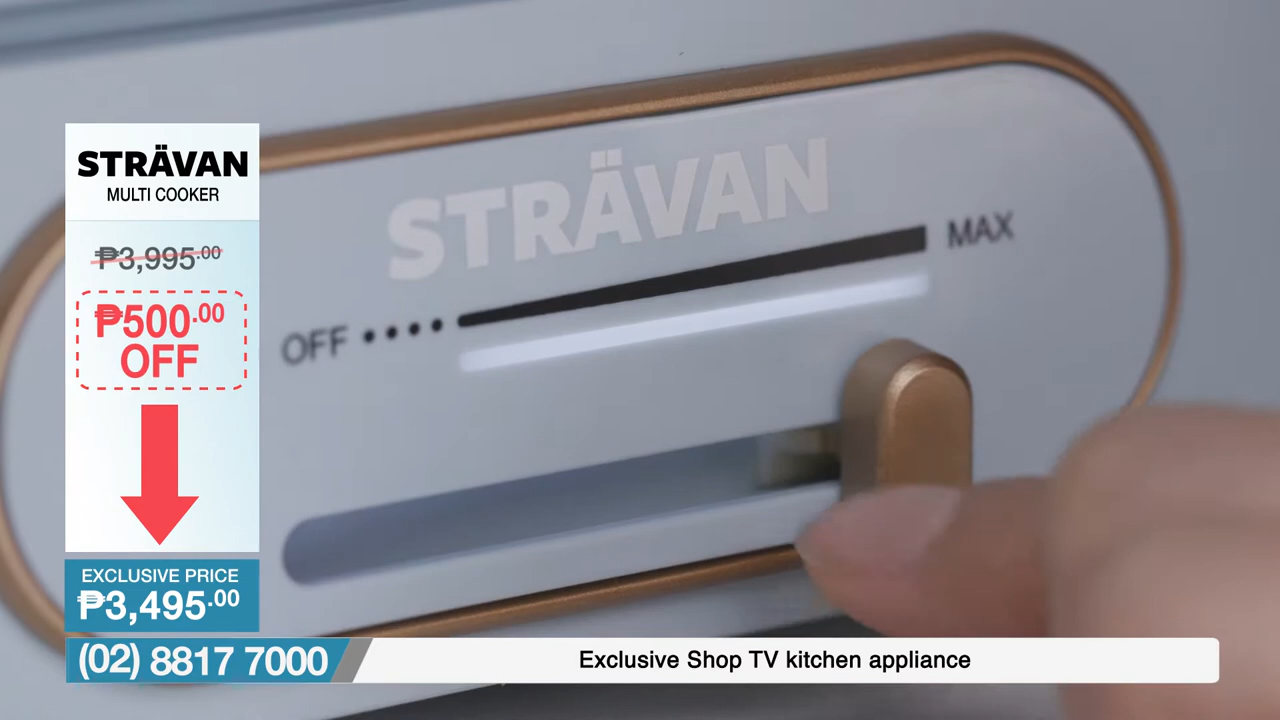 STRÄVAN
MULTI COOKER
₱3,995.00
₱500.00
OFF
EXCLUSIVE PRICE
₱3,495.00
(02) 8817 7000
Exclusive Shop TV kitchen appliance
STRÄVAN
MAX
OFF